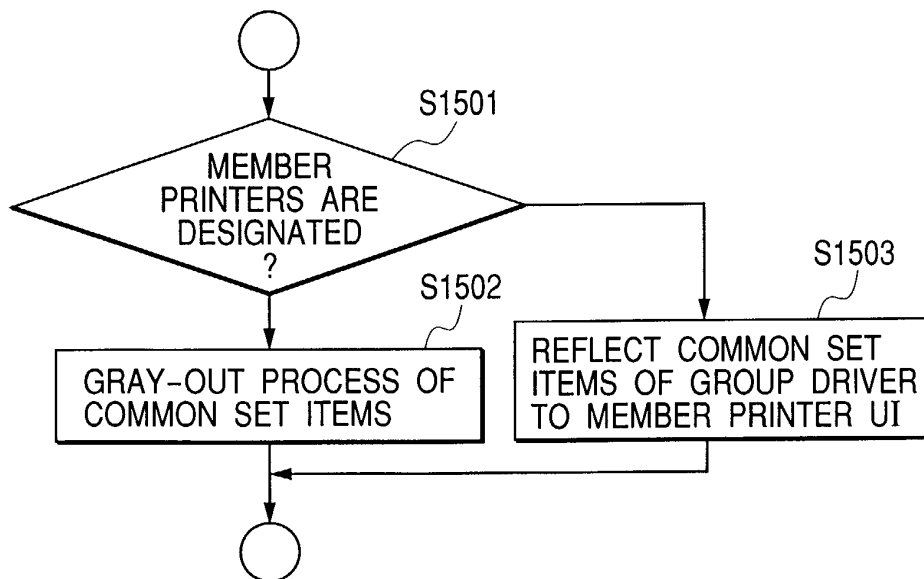 S1501
MEMBER
PRINTERS ARE
DESIGNATED
?
S1502
GRAY-OUT PROCESS OF
COMMON SET ITEMS
S1503
REFLECT COMMON SET
ITEMS OF GROUP DRIVER
TO MEMBER PRINTER UI